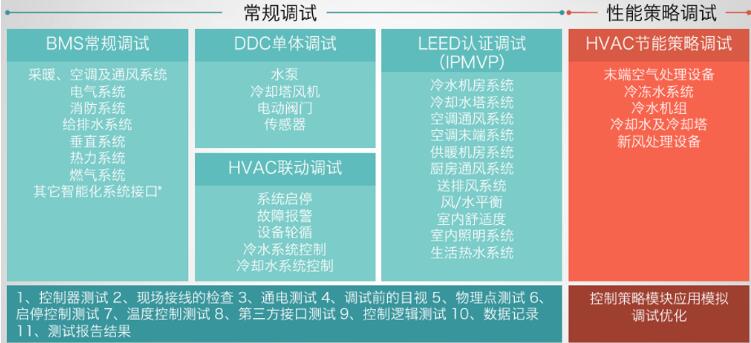 常规调试
性能策略调试
BMS常规调试
采暖、空调及通风系统
电气系统
消防系统
给排水系统
垂直系统
热力系统
燃气系统
其它智能化系统接口*
DDC单体调试
水泵
冷却塔风机
电动阀门
传感器
HVAC联动调试
系统启停
故障报警
设备轮循
冷水系统控制
冷却水系统控制
LEED认证调试
(IPMVP)
冷水机房系统
冷却水塔系统
空调通风系统
空调末端系统
供暖机房系统
厨房通风系统
送排风系统
风/水平衡
室内舒适度
室内照明系统
生活热水系统
HVAC节能策略调试
末端空气处理设备
冷冻水系统
冷水机组
冷却水及冷却塔
新风处理设备
1、控制器测试 2、现场接线的检查 3、通电测试 4、调试前的目视 5、物理点测试 6、
启停控制测试 7、温度控制测试 8、第三方接口测试 9、控制逻辑测试 10、数据记录
11、测试报告结果
控制策略模块应用模拟
调试优化